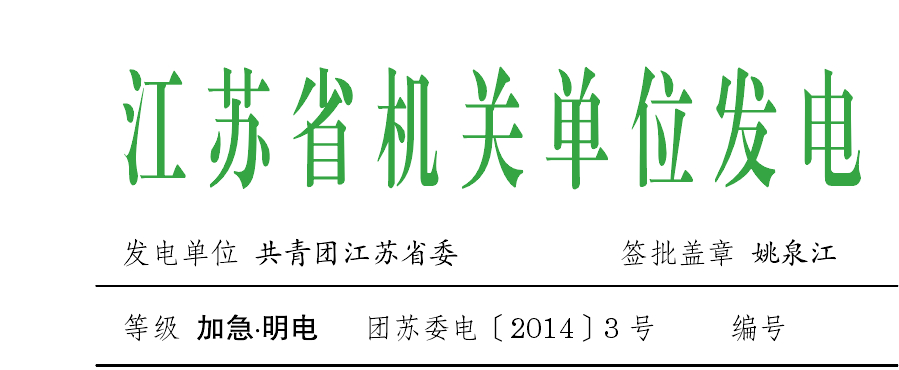 江苏省机关单位发电
发电单位 共青团江苏省委 签批盖章 姚泉江
等级 加急·明电 团苏委电〔2014〕3号 编号